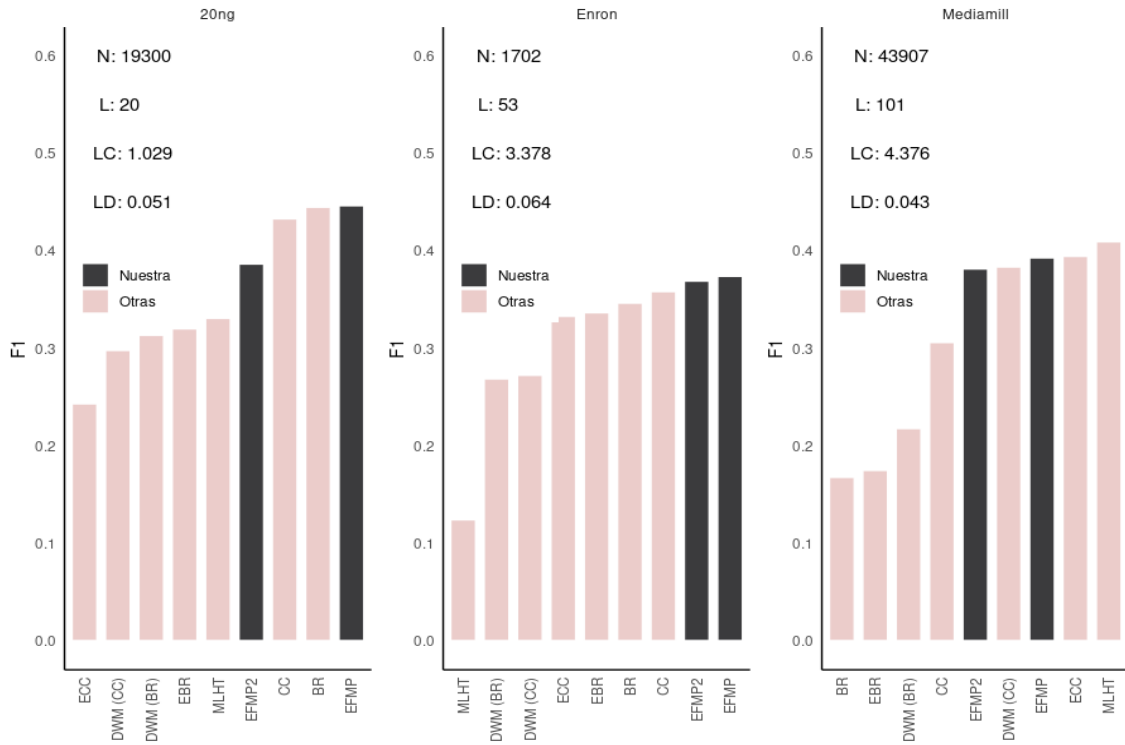 20ng
N: 19300
L: 20
LC: 1.029
LD: 0.051
Nuestra
Otras
F1
0.6
0.5
0.4
0.3
0.2
0.1
0.0
ECC
DWM (CC)
DWM (BR)
EBR
MLHT
EFMP2
CC
BR
EFMP
Enron
N: 1702
L: 53
LC: 3.378
LD: 0.064
Nuestra
Otras
F1
0.6
0.5
0.4
0.3
0.2
0.1
0.0
MLHT
DWM (BR)
DWM (CC)
ECC
EBR
BR
CC
EFMP2
EFMP
Mediamill
N: 43907
L: 101
LC: 4.376
LD: 0.043
Nuestra
Otras
F1
0.6
0.5
0.4
0.3
0.2
0.1
0.0
BR
EBR
DWM (BR)
CC
EFMP2
DWM (CC)
EFMP
ECC
MLHT